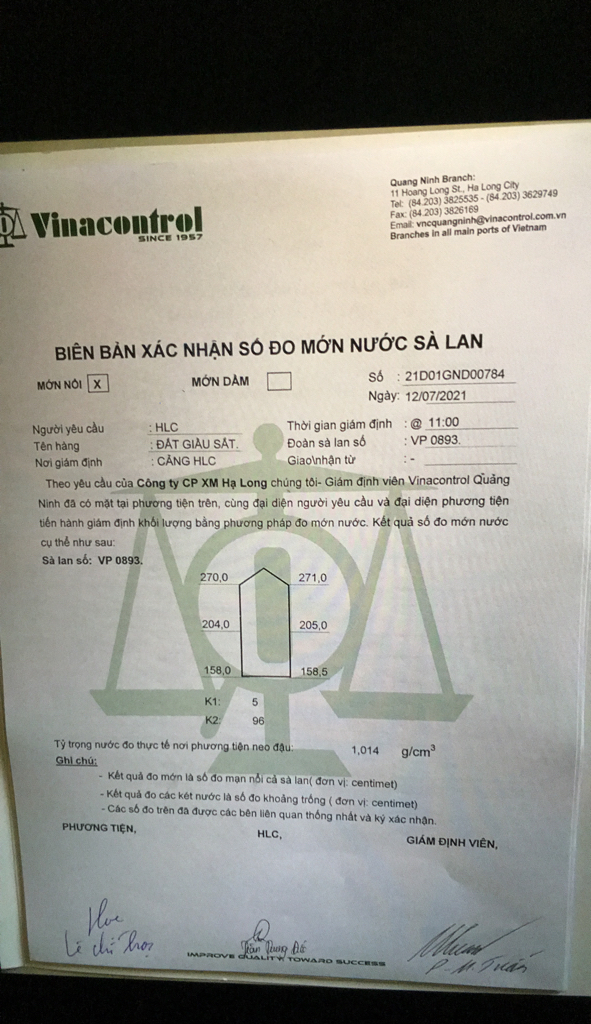 Vinacontrol
SINCE 1957
Quang Ninh Branch:
11 Hoang Long St., Ha Long City
Tel: (84.203) 3825535 - (84.203) 3629749
Fax: (84.203) 3826169
Email: vncquangninh@vinacontrol.com.vn
Branches in all main ports of Vietnam
BIÊN BẢN XÁC NHẬN SỐ ĐO MỚN NƯỚC SÀ LAN
MỚN NỔI X MỚN DẰM
Số : 21D01GND00784
Ngày: 12/07/2021
Người yêu cầu : HLC Thời gian giám định : @ 11:00
Tên hàng : ĐẤT GIÀU SẮT. Đoàn sà lan số : VP 0893.
Nơi giám định : CẢNG HLC Giao\nhận từ : -
Theo yêu cầu của Công ty CP XM Hạ Long chúng tôi- Giám định viên Vinacontrol Quảng
Ninh đã có mặt tại phương tiện trên, cùng đại diện người yêu cầu và đại diện phương tiện
tiến hành giám định khối lượng bằng phương pháp đo mớn nước. Kết quả số đo mớn nước
cụ thể như sau:
Sà lan số: VP 0893.
270,0 271,0
204,0 205,0
158,0 158,5
K1: 5
K2: 96
Tỷ trọng nước đo thực tế nơi phương tiện neo đậu: 1,014 g/cm³
Ghi chú:
- Kết quả đo mớn là số đo mạn nổi cả sà lan( đơn vị: centimet)
- Kết quả đo các két nước là số đo khoảng trống ( đơn vị: centimet)
- Các số đo trên đã được các bên liên quan thống nhất và ký xác nhận.
PHƯƠNG TIỆN, HLC, GIÁM ĐỊNH VIÊN,
IMPROVE QUALITY TOWARD SUCCESS